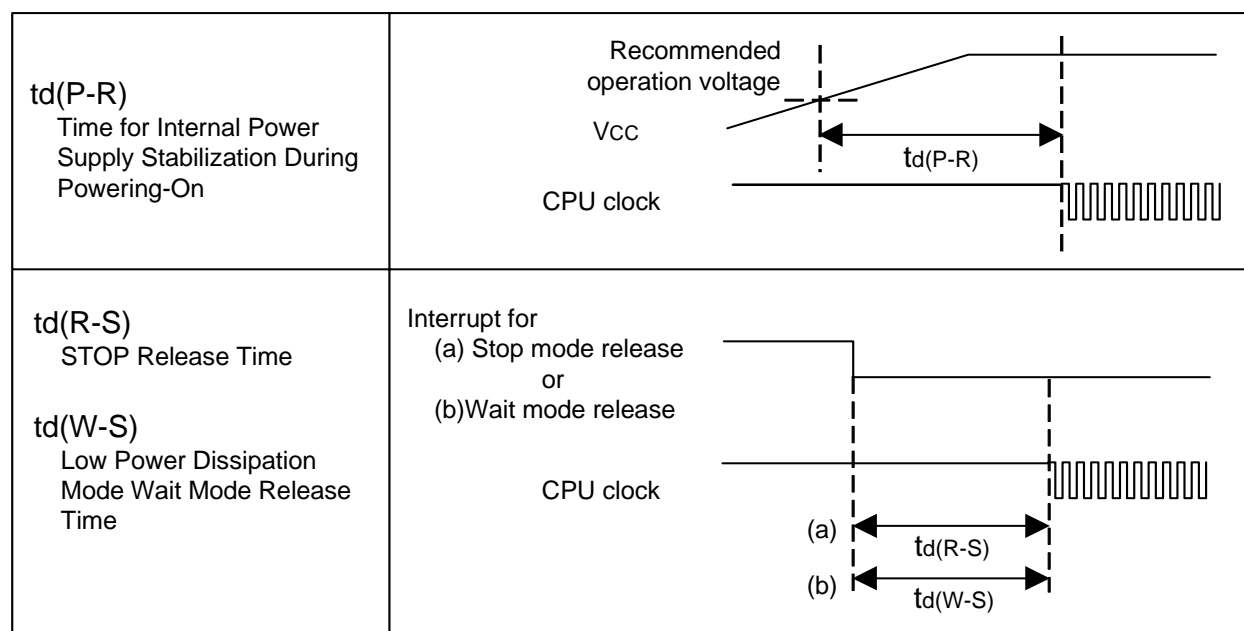 td(P-R)
Time for Internal Power
Supply Stabilization During
Powering-On
Recommended
operation voltage
VCC
td(P-R)
CPU clock
td(R-S)
STOP Release Time
td(W-S)
Low Power Dissipation
Mode Wait Mode Release
Time
Interrupt for
(a) Stop mode release
or
(b)Wait mode release
CPU clock
(a)
td(R-S)
(b)
td(W-S)